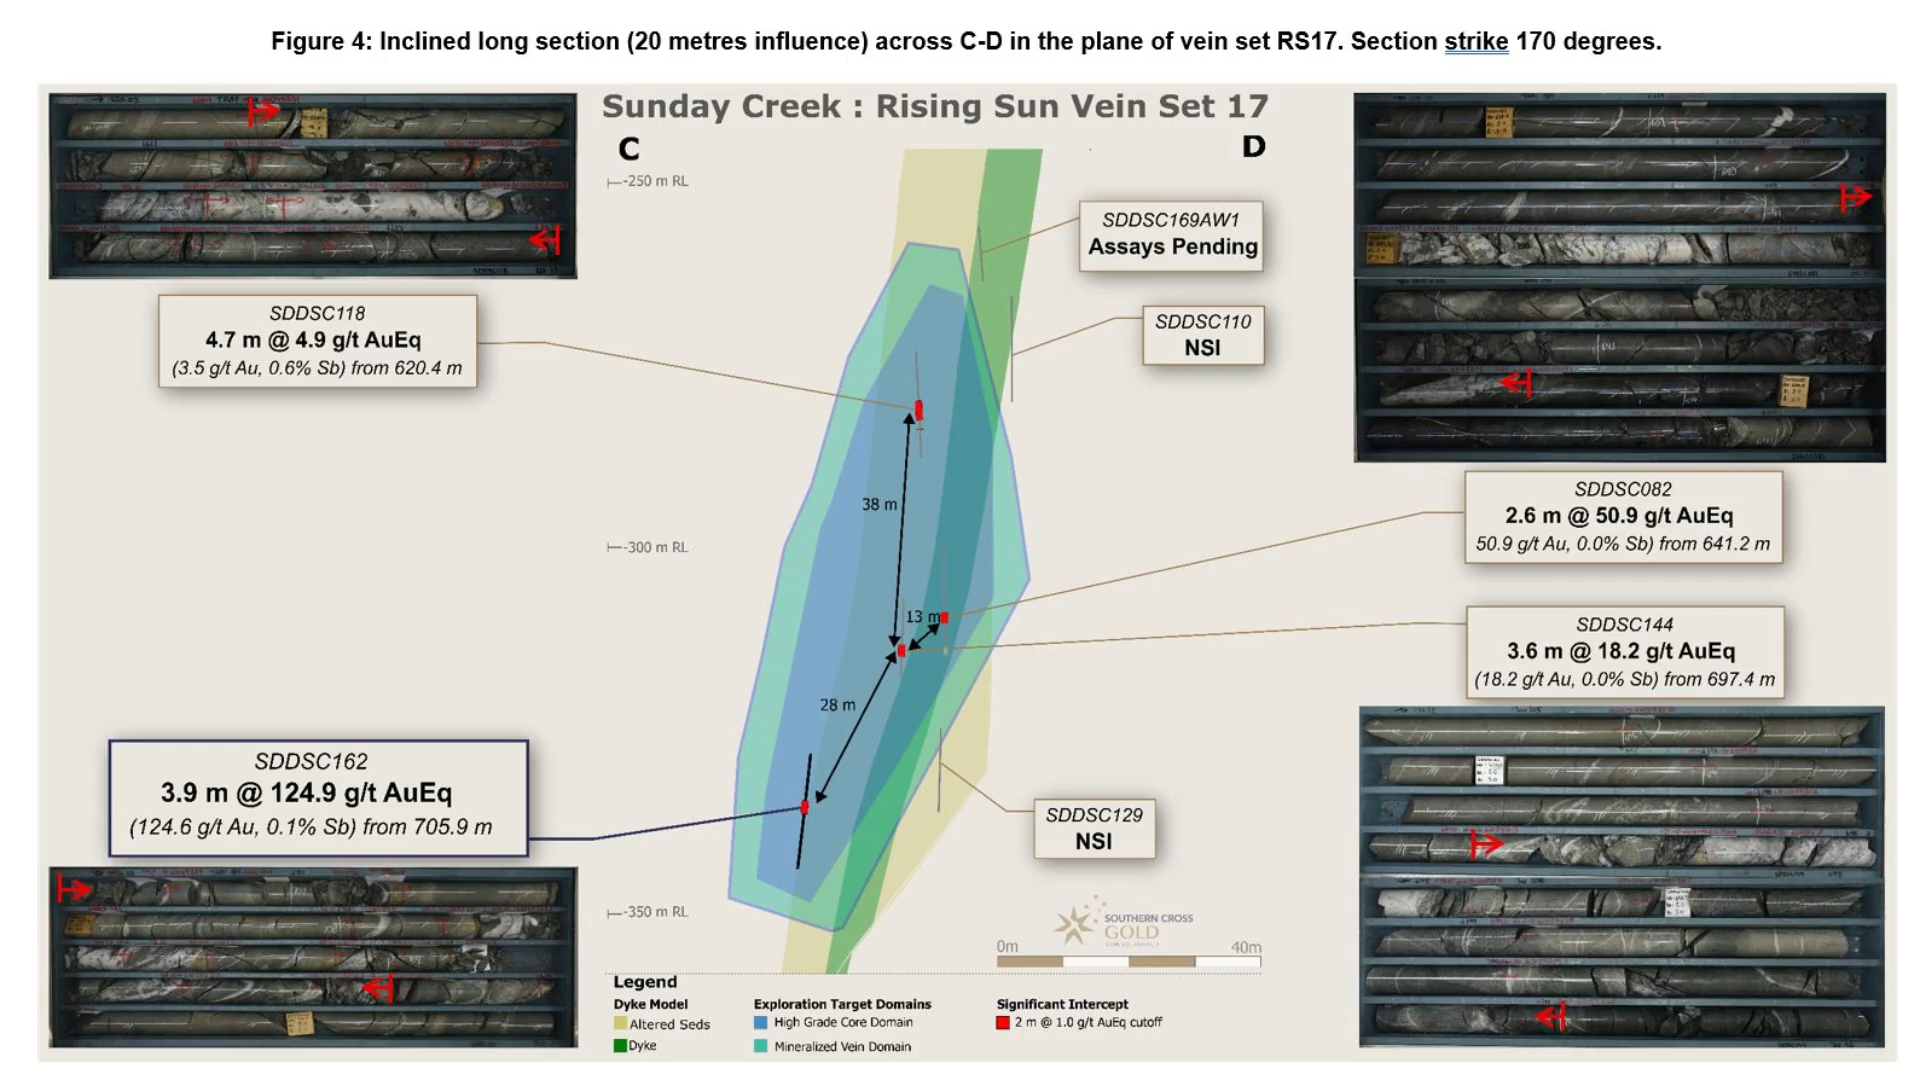 Figure 4: Inclined long section (20 metres influence) across C-D in the plane of vein set RS17. Section strike 170 degrees.
Sunday Creek : Rising Sun Vein Set 17
C
D
-250 m RL
SDDSC169AW1
Assays Pending
SDDSC118
4.7 m @ 4.9 g/t AuEq
(3.5 g/t Au, 0.6% Sb) from 620.4 m
SDDSC110
NSI
38 m
SDDSC082
2.6 m @ 50.9 g/t AuEq
50.9 g/t Au, 0.0% Sb) from 641.2 m
-300 m RL
13 m
SDDSC144
3.6 m @ 18.2 g/t AuEq
(18.2 g/t Au, 0.0% Sb) from 697.4 m
28 m
SDDSC162
3.9 m @ 124.9 g/t AuEq
(124.6 g/t Au, 0.1% Sb) from 705.9 m
SDDSC129
NSI
-350 m RL
SOUTHERN CROSS
GOLD
0m
40m
Legend
Dyke Model
Altered Seds
Dyke
Exploration Target Domains
High Grade Core Domain
Mineralized Vein Domain
Significant Intercept
2 m @ 1.0 g/t AuEq cutoff